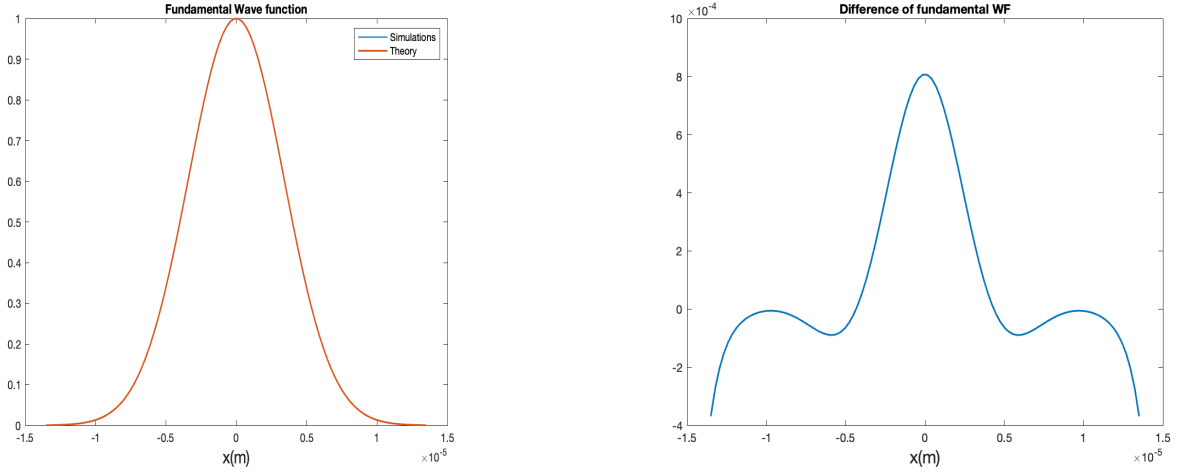 Fundamental Wave function
1
0.9
0.8
0.7
0.6
0.5
0.4
0.3
0.2
0.1
0
-1.5 -1 -0.5 0 0.5 1 1.5
x(m)
×10⁻⁵
Simulations
Theory
Difference of fundamental WF
×10⁻⁴
10
8
6
4
2
0
-2
-4
-1.5 -1 -0.5 0 0.5 1 1.5
x(m)
×10⁻⁵